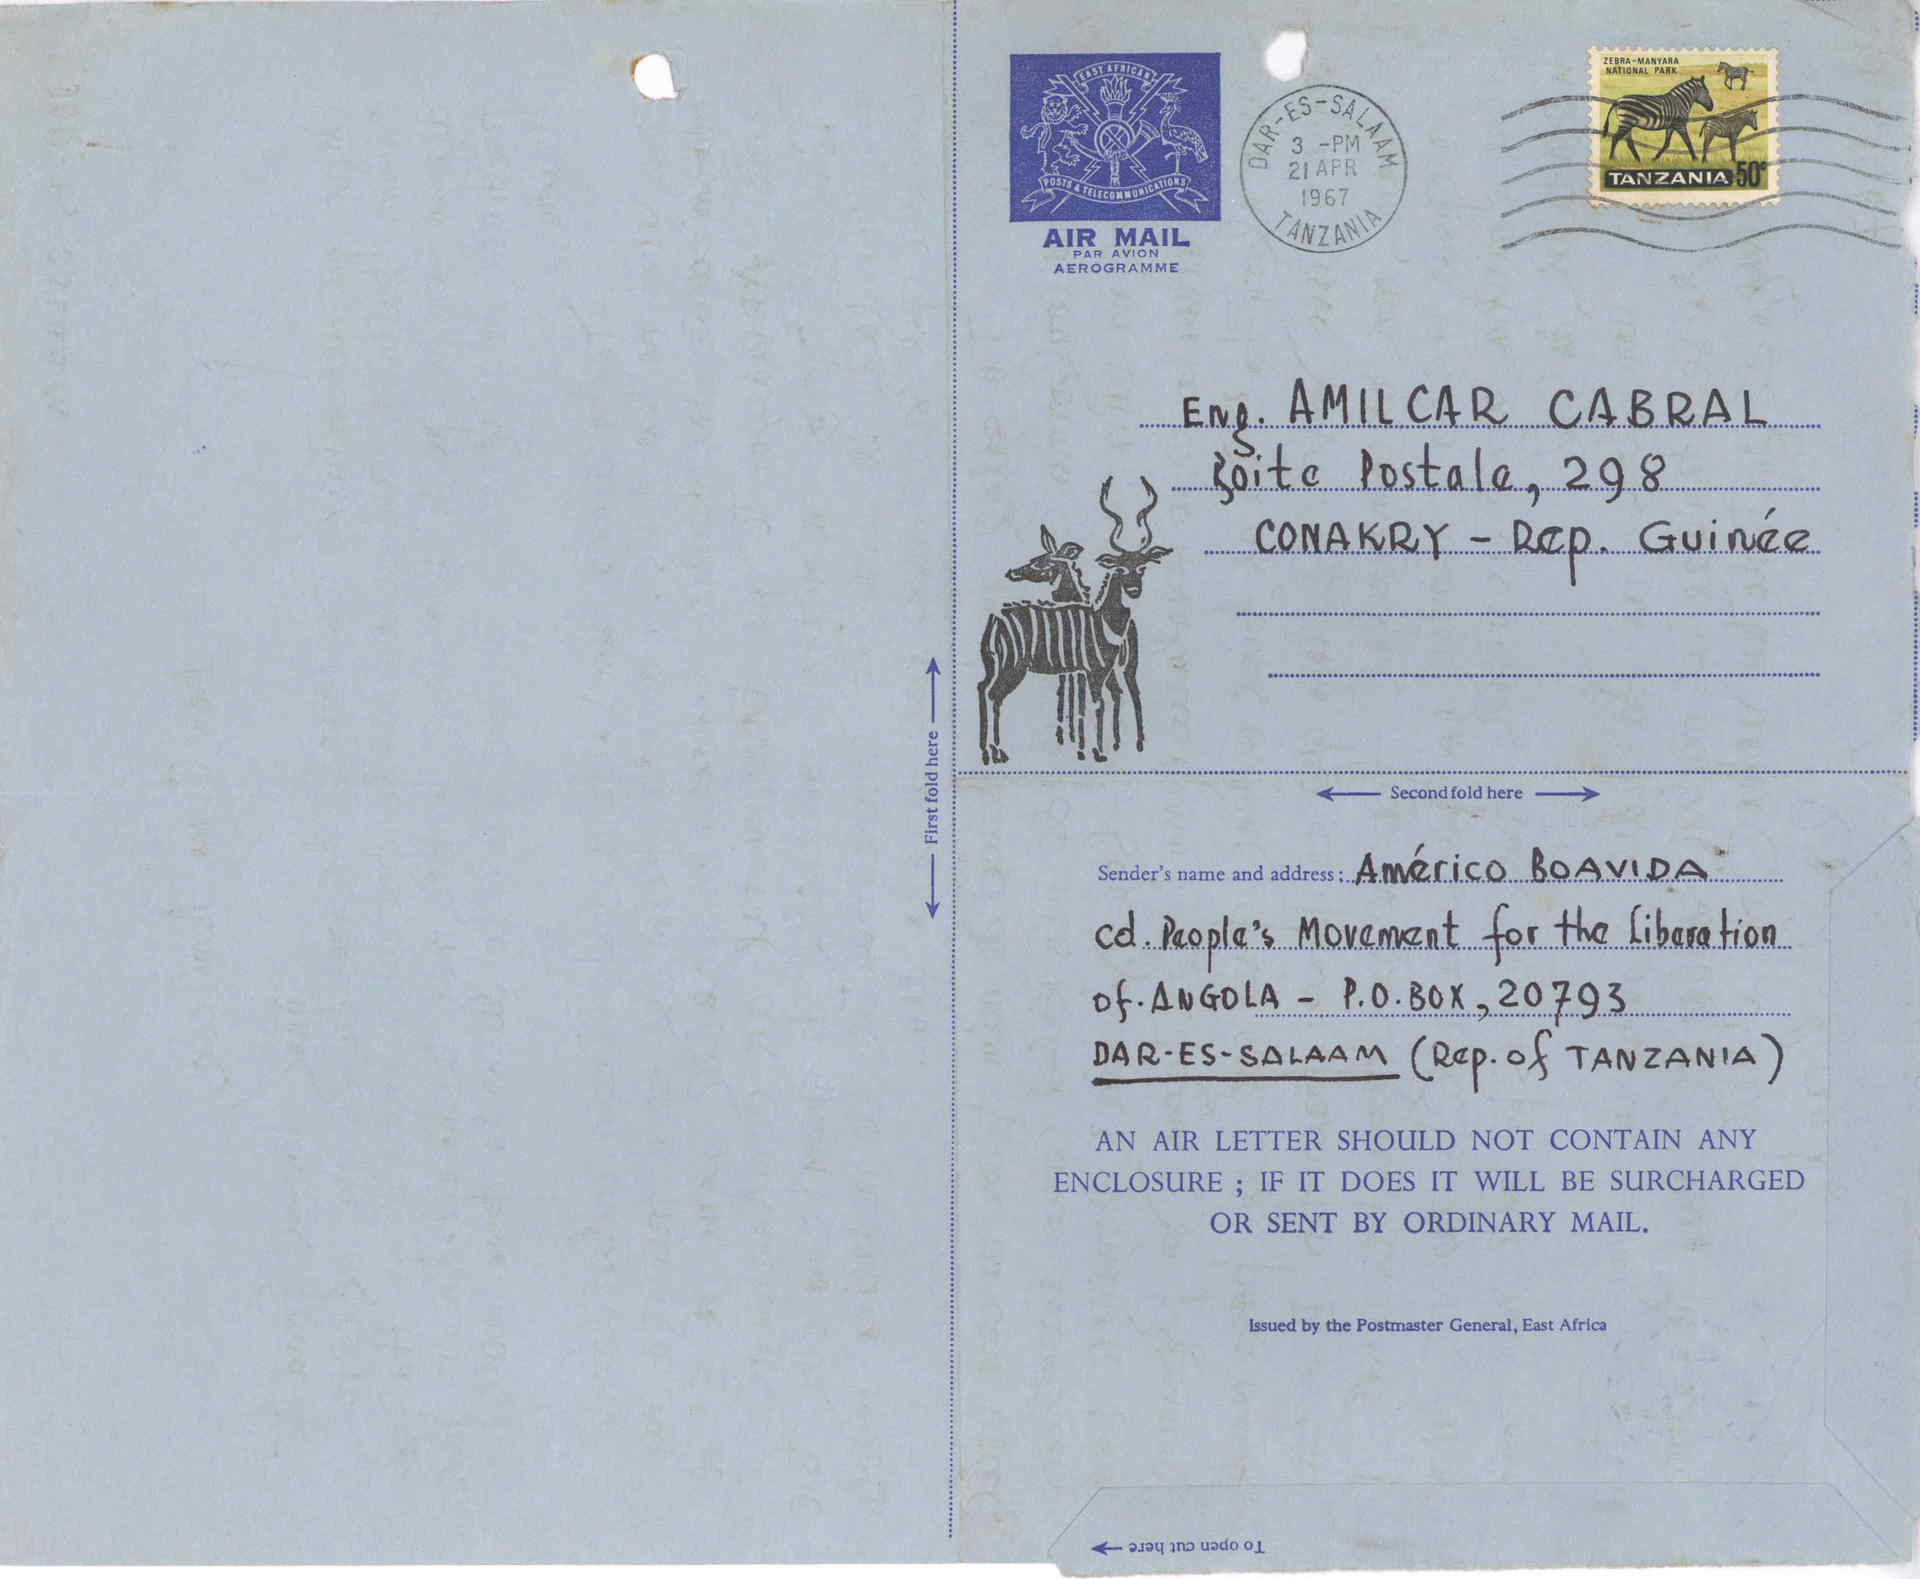 EAST AFRICAN
POSTS & TELECOMMUNICATIONS
AIR MAIL
PAR AVION
AEROGRAMME
DAR-ES-SALAAM
3 -PM
21 APR
1967
TANZANIA
ZEBRA-MANYARA
NATIONAL PARK
TANZANIA 50c
Eng. AMILCAR CABRAL
Boite Postale, 298
CONAKRY - Rep. Guinée
First fold here
Second fold here
Sender's name and address: Américo BOAVIDA
cd. People's Movement for the Liberation
of ANGOLA - P.O. BOX, 20793
DAR-ES-SALAAM (Rep. of TANZANIA)
AN AIR LETTER SHOULD NOT CONTAIN ANY
ENCLOSURE ; IF IT DOES IT WILL BE SURCHARGED
OR SENT BY ORDINARY MAIL.
Issued by the Postmaster General, East Africa
To open cut here